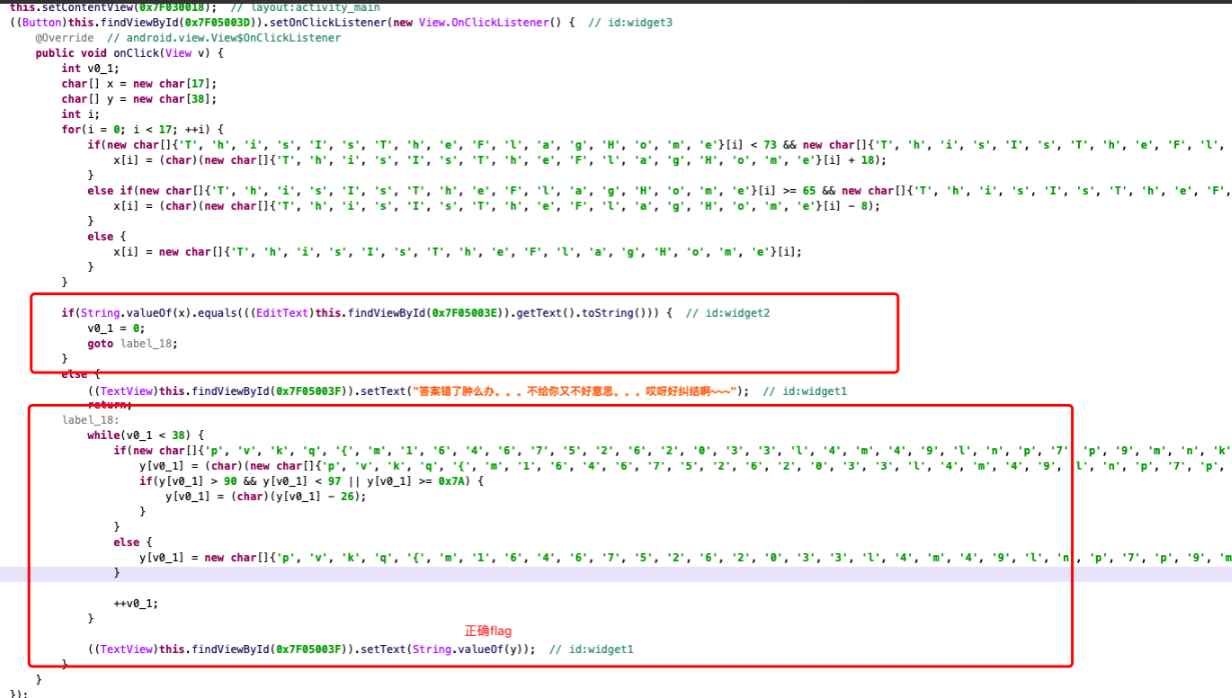 this.setContentView(0x7F030018);  // layout:activity_main
((Button)this.findViewById(0x7F05003D)).setOnClickListener(new View.OnClickListener() {  // id:widget3
    @Override  // android.view.View$OnClickListener
    public void onClick(View v) {
        int v0_1;
        char[] x = new char[17];
        char[] y = new char[38];
        int i;
        for(i = 0; i < 17; ++i) {
            if(new char[]{'T', 'h', 'i', 's', 'I', 's', 'T', 'h', 'e', 'F', 'l', 'a', 'g', 'H', 'o', 'm', 'e'}[i] < 73 && new char[]{'T', 'h', 'i', 's', 'I', 's', 'T', 'h', 'e', 'F', 'l',
                x[i] = (char)(new char[]{'T', 'h', 'i', 's', 'I', 's', 'T', 'h', 'e', 'F', 'l', 'a', 'g', 'H', 'o', 'm', 'e'}[i] + 18);
            }
            else if(new char[]{'T', 'h', 'i', 's', 'I', 's', 'T', 'h', 'e', 'F', 'l', 'a', 'g', 'H', 'o', 'm', 'e'}[i] >= 65 && new char[]{'T', 'h', 'i', 's', 'I', 's', 'T', 'h', 'e', 'F',
                x[i] = (char)(new char[]{'T', 'h', 'i', 's', 'I', 's', 'T', 'h', 'e', 'F', 'l', 'a', 'g', 'H', 'o', 'm', 'e'}[i] - 8);
            }
            else {
                x[i] = new char[]{'T', 'h', 'i', 's', 'I', 's', 'T', 'h', 'e', 'F', 'l', 'a', 'g', 'H', 'o', 'm', 'e'}[i];
            }
        }
        if(String.valueOf(x).equals(((EditText)this.findViewById(0x7F05003E)).getText().toString())) {  // id:widget2
            v0_1 = 0;
            goto label_18;
        }
        else {
            ((TextView)this.findViewById(0x7F05003F)).setText("答案错了肿么办。。。不给你又不好意思。。。哎呀好纠结啊~~~");  // id:widget1
            return;
        label_18:
            while(v0_1 < 38) {
                if(new char[]{'p', 'v', 'k', 'q', '{', 'm', '1', '6', '4', '6', '7', '5', '2', '6', '2', '0', '3', '3', 'l', '4', 'm', '4', '9', 'l', 'n', 'p', '7', 'p', '9', 'm', 'n', 'k'
                    y[v0_1] = (char)(new char[]{'p', 'v', 'k', 'q', '{', 'm', '1', '6', '4', '6', '7', '5', '2', '6', '2', '0', '3', '3', 'l', '4', 'm', '4', '9', 'l', 'n', 'p', '7', 'p',
                    if(y[v0_1] > 90 && y[v0_1] < 97 || y[v0_1] >= 0x7A) {
                        y[v0_1] = (char)(y[v0_1] - 26);
                    }
                }
                else {
                    y[v0_1] = new char[]{'p', 'v', 'k', 'q', '{', 'm', '1', '6', '4', '6', '7', '5', '2', '6', '2', '0', '3', '3', 'l', '4', 'm', '4', '9', 'l', 'n', 'p', '7', 'p', '9', 'm
                }
                ++v0_1;
            }
正确flag
            ((TextView)this.findViewById(0x7F05003F)).setText(String.valueOf(y));  // id:widget1
        }
    }
});